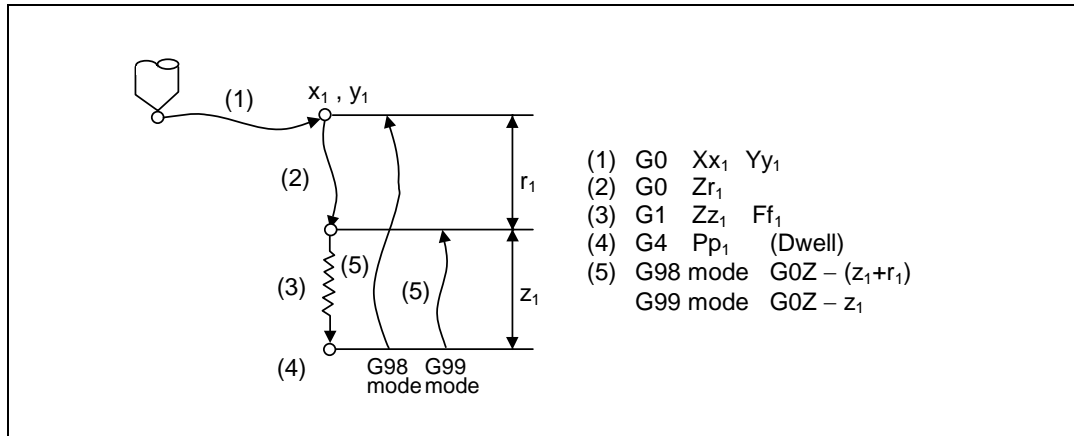 (1)
x₁ , y₁
(2)
r₁
(3)
(5)
(5)
z₁
(4)
G98 mode
G99 mode
(1) G0 Xx₁ Yy₁
(2) G0 Zr₁
(3) G1 Zz₁ Ff₁
(4) G4 Pp₁ (Dwell)
(5) G98 mode G0Z – (z₁+r₁)
G99 mode G0Z – z₁